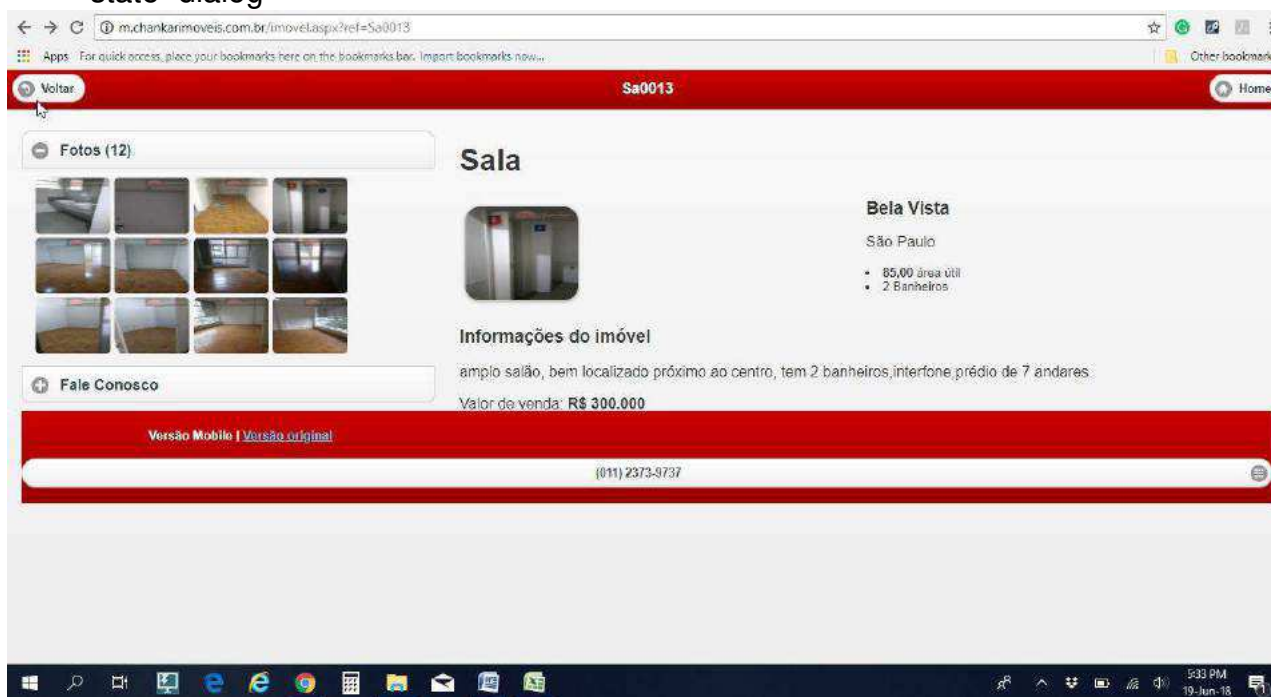 state" dialog
m.chankarimoveis.com.br/imovel.aspx?ref=Sa0013
Apps For quick access, place your bookmarks here on the bookmarks bar. Import bookmarks now...
Other bookmark
Voltar
Sa0013
Home
Fotos (12)
Sala
Bela Vista
São Paulo
• 85,00 área útil
• 2 Banheiros
Informações do imóvel
amplo salão, bem localizado próximo ao centro, tem 2 banheiros,interfone,prédio de 7 andares
Fale Conosco
Valor de venda: R$ 300.000
Versão Mobile | Versão original
(011) 2373-9737
5:33 PM
19-Jun-18